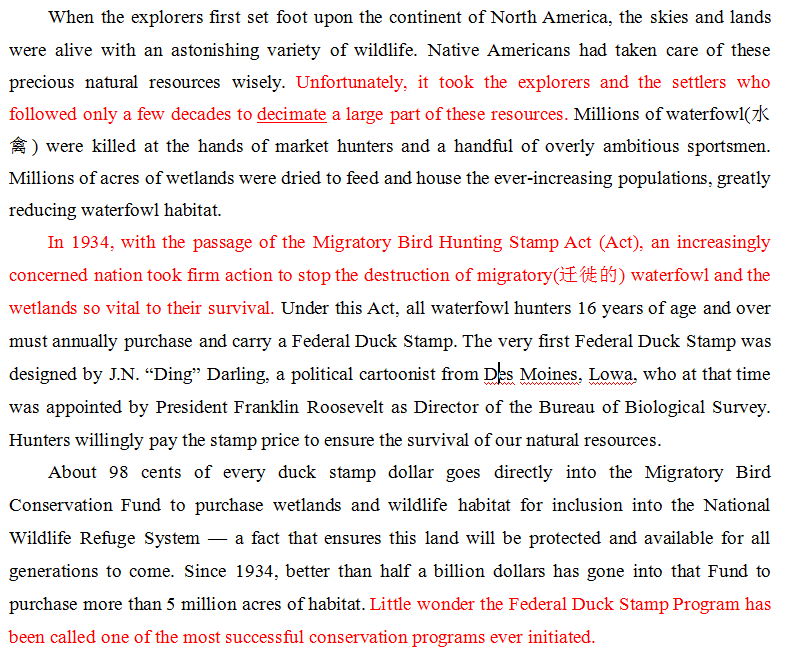 When the explorers first set foot upon the continent of North America, the skies and lands
were alive with an astonishing variety of wildlife. Native Americans had taken care of these
precious natural resources wisely. Unfortunately, it took the explorers and the settlers who
followed only a few decades to decimate a large part of these resources. Millions of waterfowl(水
禽) were killed at the hands of market hunters and a handful of overly ambitious sportsmen.
Millions of acres of wetlands were dried to feed and house the ever-increasing populations, greatly
reducing waterfowl habitat.
In 1934, with the passage of the Migratory Bird Hunting Stamp Act (Act), an increasingly
concerned nation took firm action to stop the destruction of migratory(迁徙的) waterfowl and the
wetlands so vital to their survival. Under this Act, all waterfowl hunters 16 years of age and over
must annually purchase and carry a Federal Duck Stamp. The very first Federal Duck Stamp was
designed by J.N. “Ding” Darling, a political cartoonist from Des Moines, Lowa, who at that time
was appointed by President Franklin Roosevelt as Director of the Bureau of Biological Survey.
Hunters willingly pay the stamp price to ensure the survival of our natural resources.
About 98 cents of every duck stamp dollar goes directly into the Migratory Bird
Conservation Fund to purchase wetlands and wildlife habitat for inclusion into the National
Wildlife Refuge System — a fact that ensures this land will be protected and available for all
generations to come. Since 1934, better than half a billion dollars has gone into that Fund to
purchase more than 5 million acres of habitat. Little wonder the Federal Duck Stamp Program has
been called one of the most successful conservation programs ever initiated.